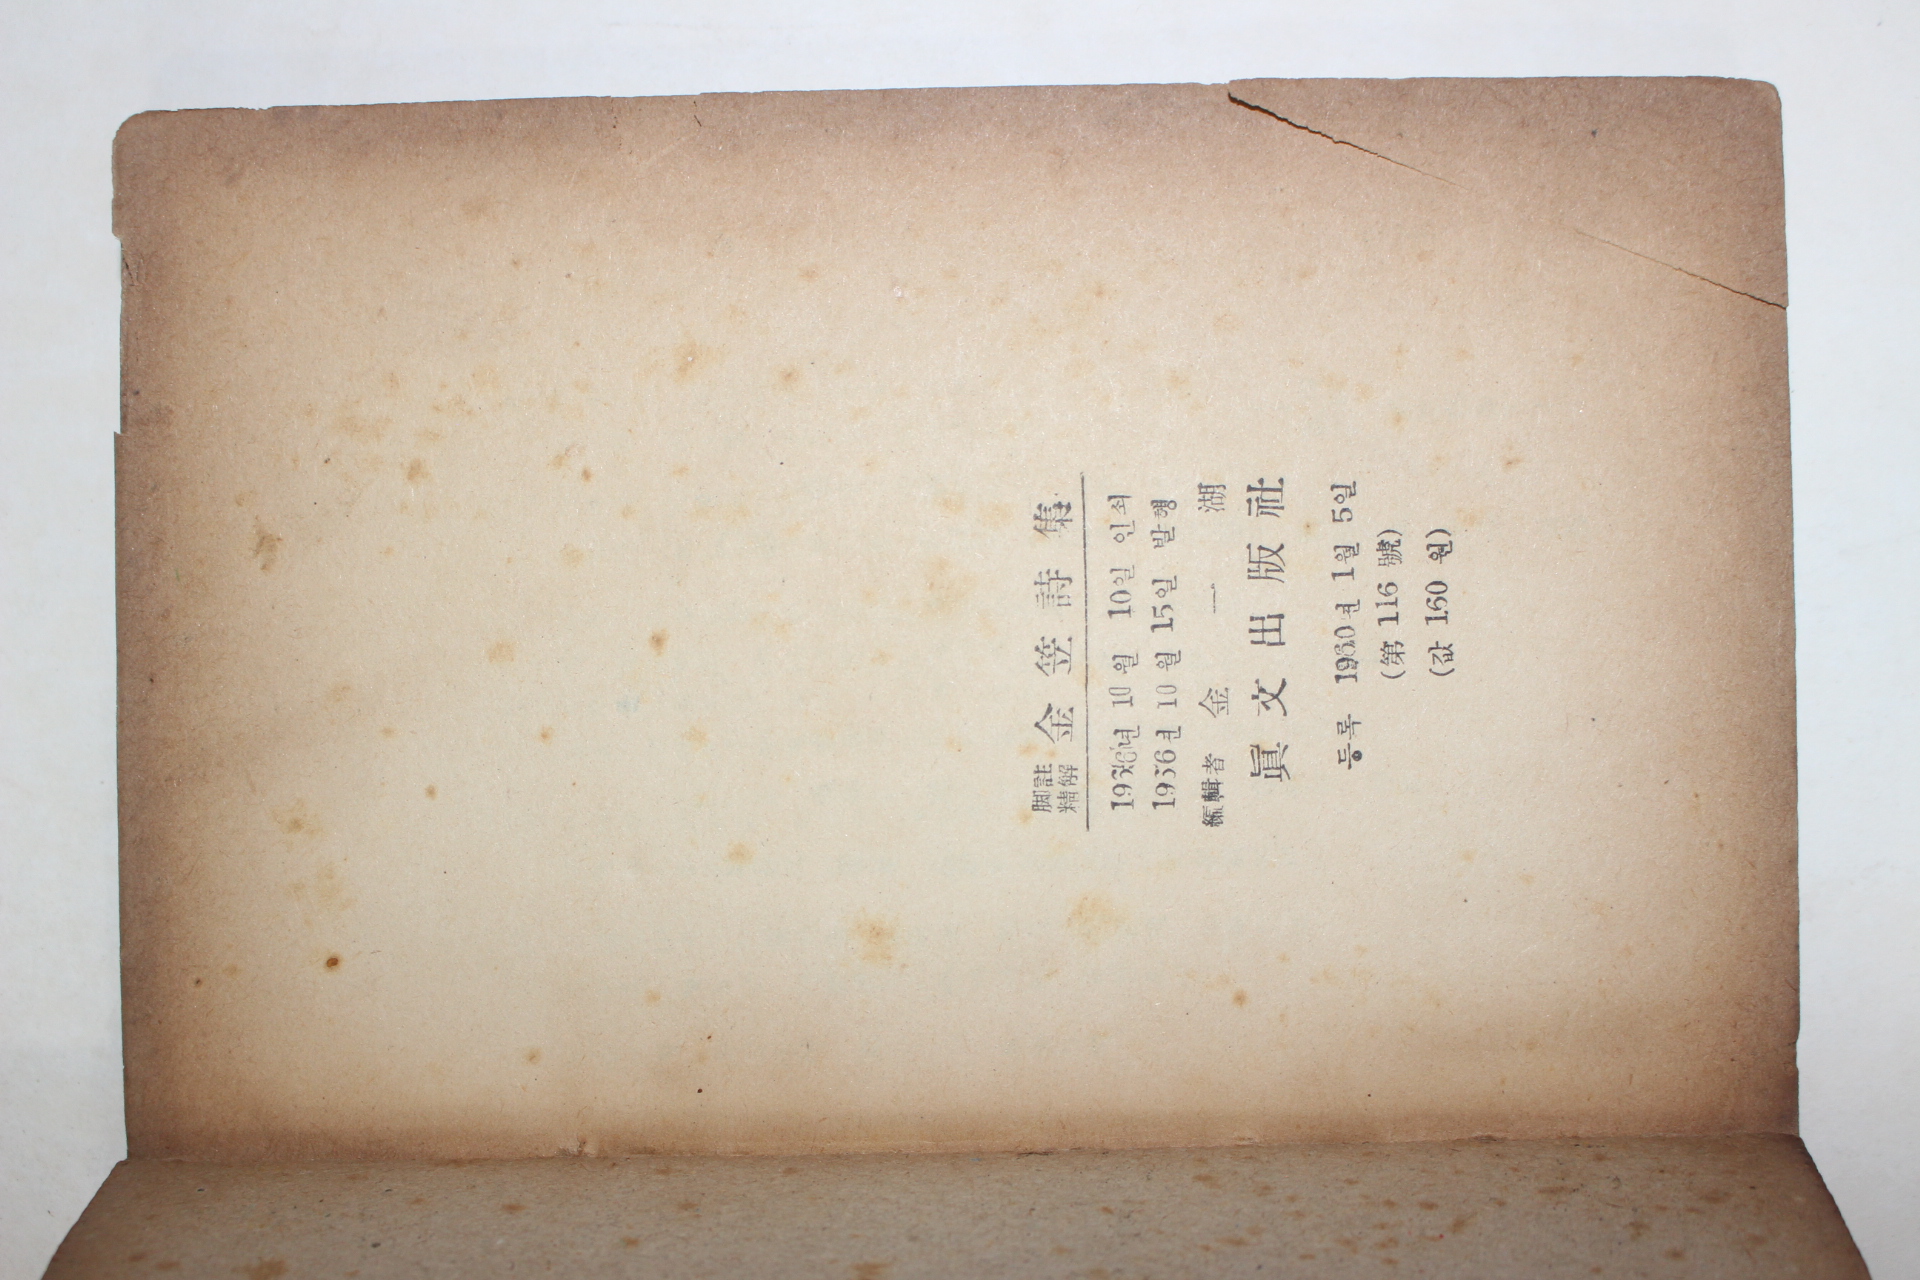 脚註
精解 金笠詩集
1956년 10월 10일 인쇄
1956년 10월 15일 발행
編輯者 金 一 湖
眞文出版社
등록 1960년 1월 5일
(第 116 號)
(값 160 원)